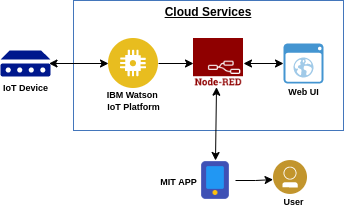 Cloud Services
IoT Device
IBM Watson
IoT Platform
Node-RED
Web UI
MIT APP
User